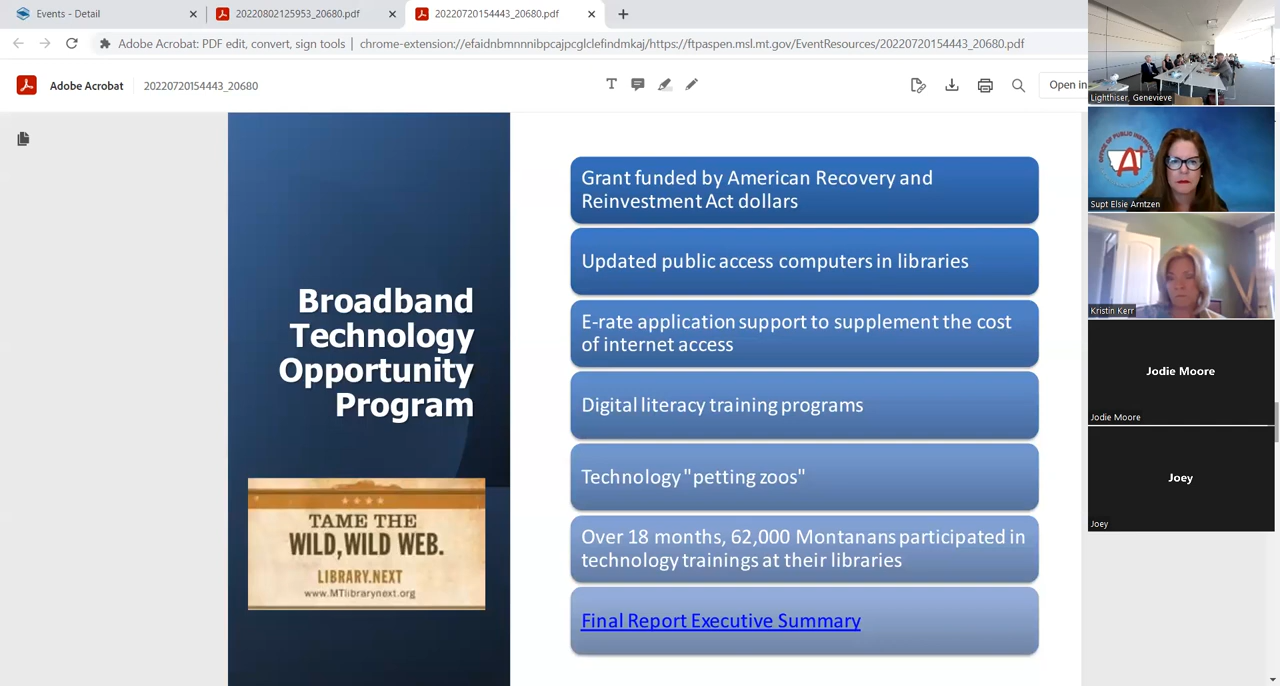 Events - Detail
20220802125953_20680.pdf
20220720154443_20680.pdf
Adobe Acrobat: PDF edit, convert, sign tools
chrome-extension://efaidnbmnnnibpcajpcglclefindmkaj/https://ftpaspen.msl.mt.gov/EventResources/20220720154443_20680.pdf
Adobe Acrobat
20220720154443_20680
Open in
Broadband
Technology
Opportunity
Program
TAME THE
WILD, WILD WEB.
LIBRARY.NEXT
www.MTlibrarynext.org
Grant funded by American Recovery and
Reinvestment Act dollars
Updated public access computers in libraries
E-rate application support to supplement the cost
of internet access
Digital literacy training programs
Technology "petting zoos"
Over 18 months, 62,000 Montanans participated in
technology trainings at their libraries
Final Report Executive Summary
Lighthiser, Genevieve
OFFICE OF PUBLIC INSTRUCTION
A+
Supt Elsie Arntzen
Kristin Kerr
Jodie Moore
Jodie Moore
Joey
Joey